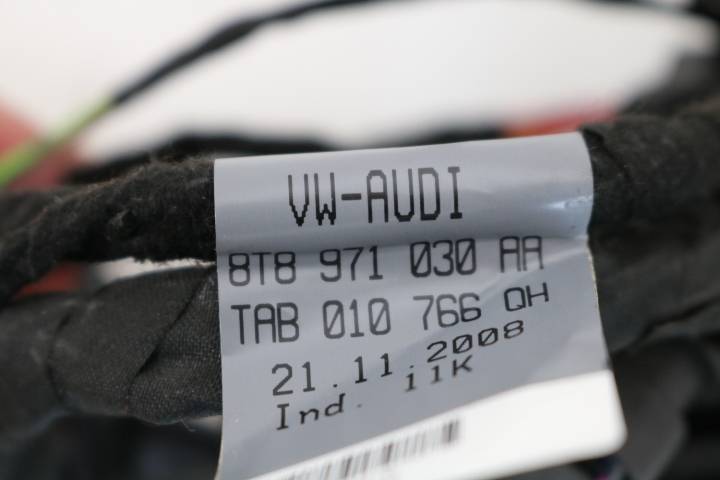 VW-AUDI
8T8 971 030 AA
TAB 010 766 QH
21.11.2008
Ind. 11K